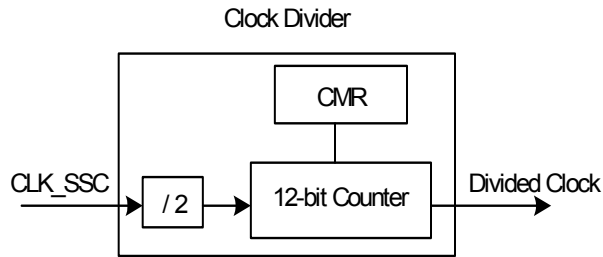 Clock Divider
CMR
CLK_SSC
/ 2
12-bit Counter
Divided Clock